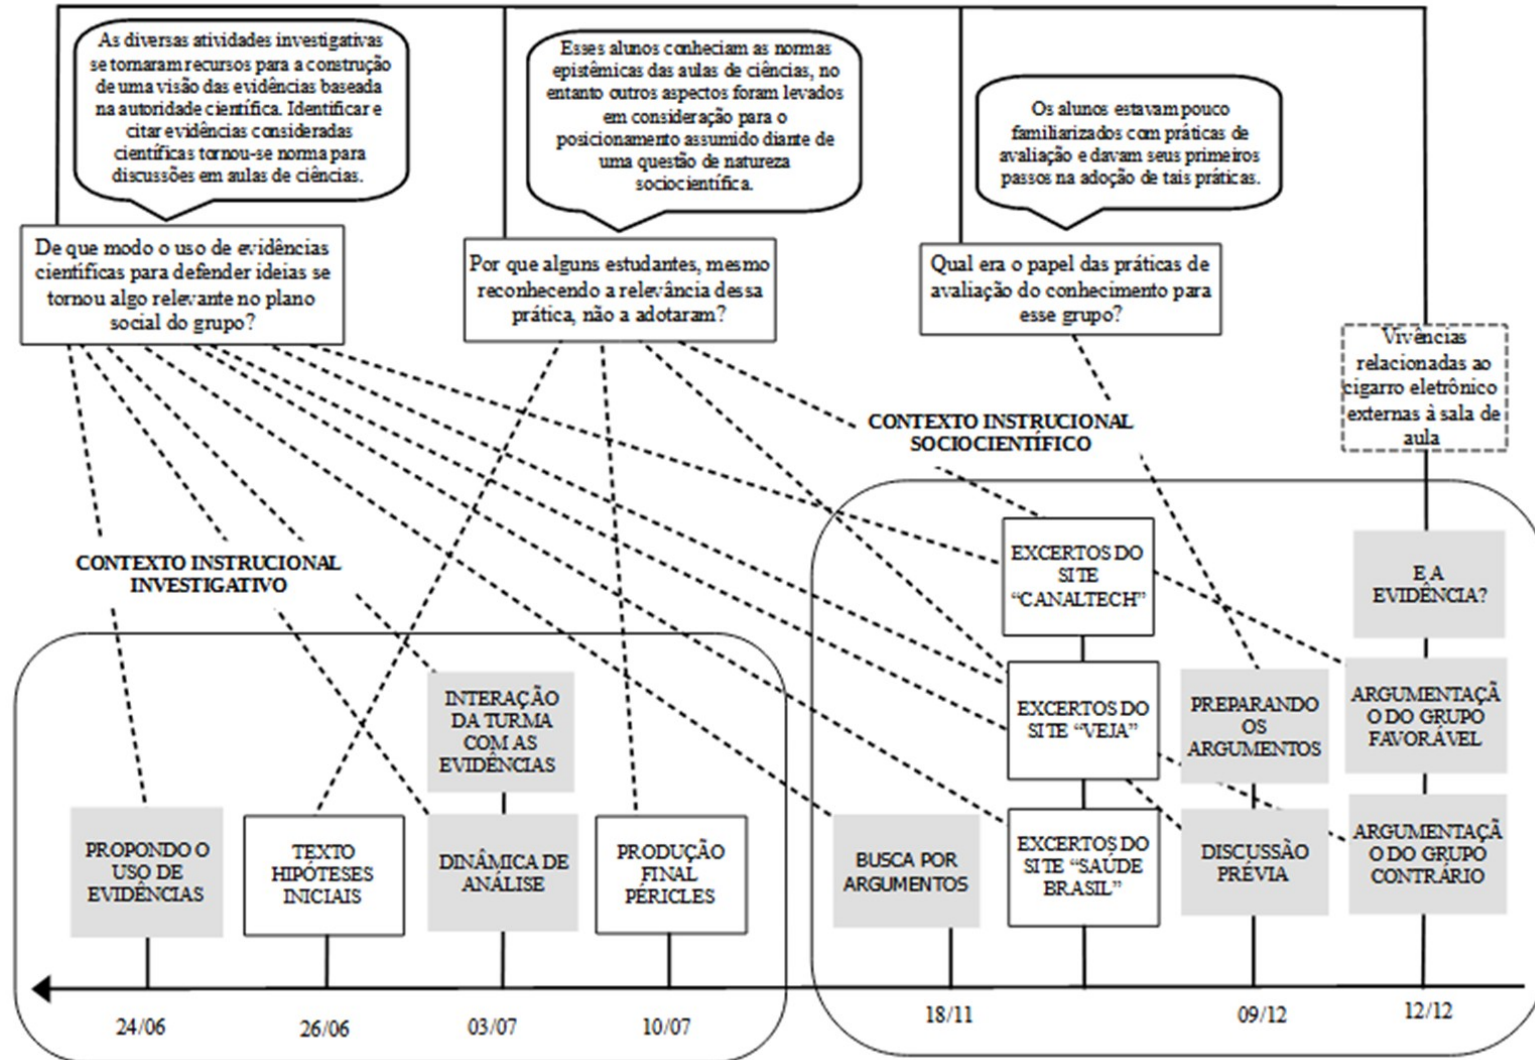 As diversas atividades investigativas
se tornaram recursos para a construção
de uma visão das evidências baseada
na autoridade científica. Identificar e
citar evidências consideradas
científicas tornou-se norma para
discussões em aulas de ciências.
Esses alunos conheciam as normas
epistêmicas das aulas de ciências, no
entanto outros aspectos foram levados
em consideração para o
posicionamento assumido diante de
uma questão de natureza
sociocientífica.
Os alunos estavam pouco
familiarizados com práticas de
avaliação e davam seus primeiros
passos na adoção de tais práticas.
De que modo o uso de evidências
científicas para defender ideias se
tornou algo relevante no plano
social do grupo?
Por que alguns estudantes, mesmo
reconhecendo a relevância dessa
prática, não a adotaram?
Qual era o papel das práticas de
avaliação do conhecimento para
esse grupo?
Vivências
relacionadas ao
cigarro eletrônico
externas à sala de
aula
CONTEXTO INSTRUCIONAL
SOCIOCIENTÍFICO
CONTEXTO INSTRUCIONAL
INVESTIGATIVO
EXCERTOS DO
SITE
“CANALTECH”
E A
EVIDÊNCIA?
INTERAÇÃO
DA TURMA
COM AS
EVIDÊNCIAS
EXCERTOS DO
SITE “VEJA”
PREPARANDO
OS
ARGUMENTOS
ARGUMENTAÇÃ
O DO GRUPO
FAVORÁVEL
PROPONDO O
USO DE
EVIDÊNCIAS
TEXTO
HIPÓTESES
INICIAIS
DINÂMICA DE
ANÁLISE
PRODUÇÃO
FINAL
PÉRICLES
BUSCA POR
ARGUMENTOS
EXCERTOS DO
SITE “SAÚDE
BRASIL”
DISCUSSÃO
PRÉVIA
ARGUMENTAÇÃ
O DO GRUPO
CONTRÁRIO
24/06
26/06
03/07
10/07
18/11
09/12
12/12